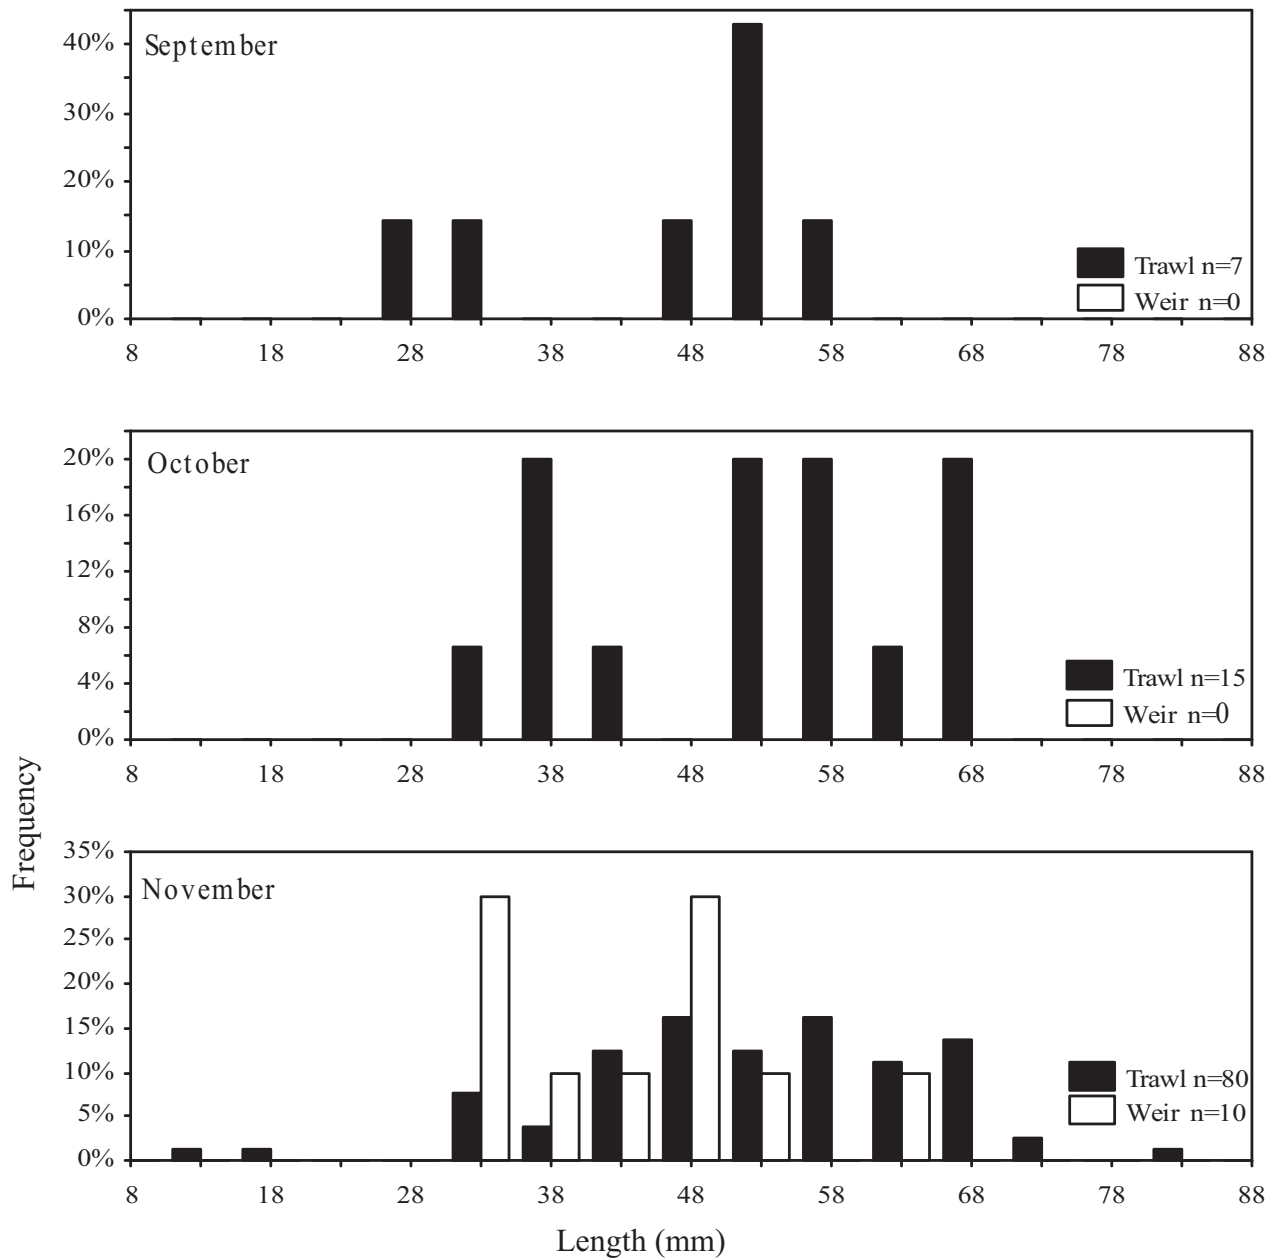 September
40%
30%
20%
10%
0%
Trawl n=7
Weir n=0
8 18 28 38 48 58 68 78 88
October
20%
16%
12%
8%
4%
0%
Trawl n=15
Weir n=0
8 18 28 38 48 58 68 78 88
Frequency
November
35%
30%
25%
20%
15%
10%
5%
0%
Trawl n=80
Weir n=10
8 18 28 38 48 58 68 78 88
Length (mm)